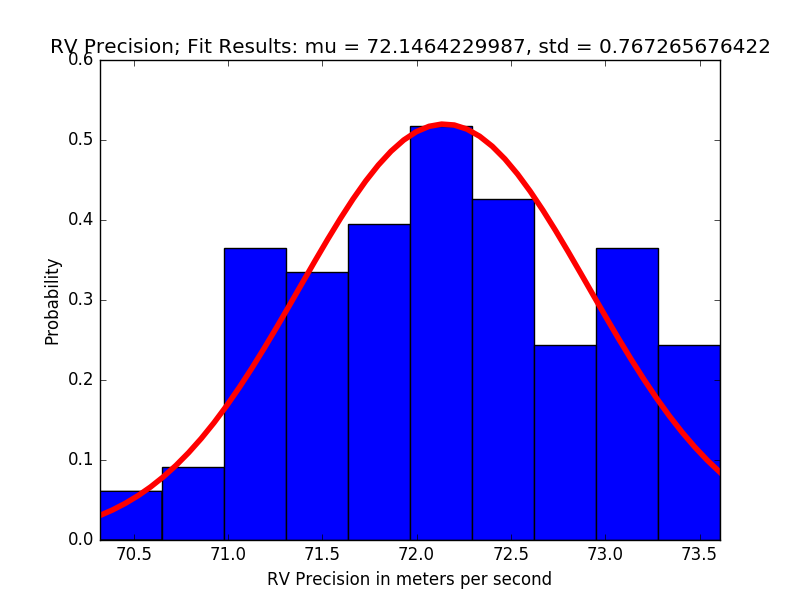 RV Precision; Fit Results: mu = 72.1464229987, std = 0.767265676422
0.6
0.5
0.4
0.3
0.2
0.1
0.0
Probability
70.5 71.0 71.5 72.0 72.5 73.0 73.5
RV Precision in meters per second